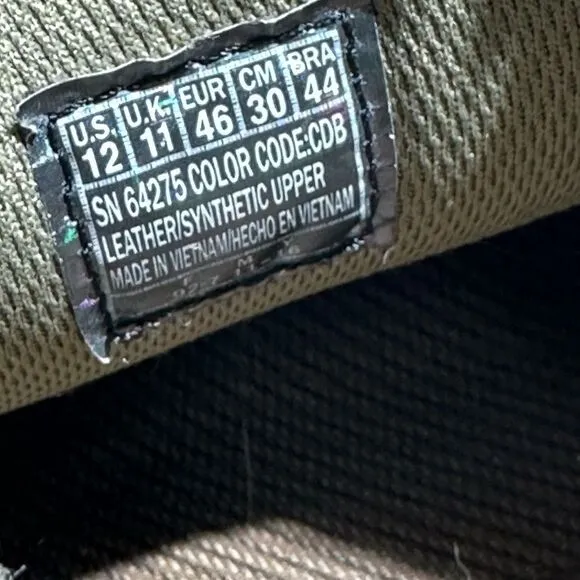 U.S. U.K. EUR CM BRA
12 11 46 30 44
SN 64275 COLOR CODE:CDB
LEATHER/SYNTHETIC UPPER
MADE IN VIETNAM/HECHO EN VIETNAM